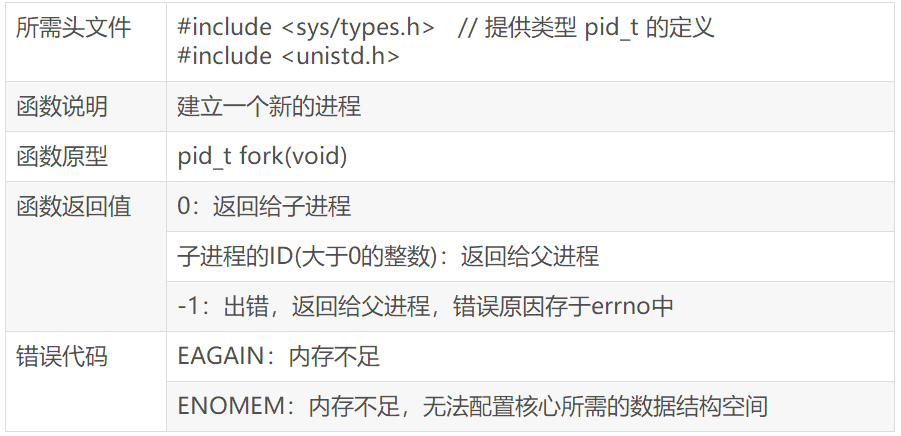 所需头文件
#include <sys/types.h>   // 提供类型 pid_t 的定义
#include <unistd.h>
函数说明
建立一个新的进程
函数原型
pid_t fork(void)
函数返回值
0：返回给子进程
子进程的ID(大于0的整数)：返回给父进程
-1：出错，返回给父进程，错误原因存于errno中
错误代码
EAGAIN：内存不足
ENOMEM：内存不足，无法配置核心所需的数据结构空间